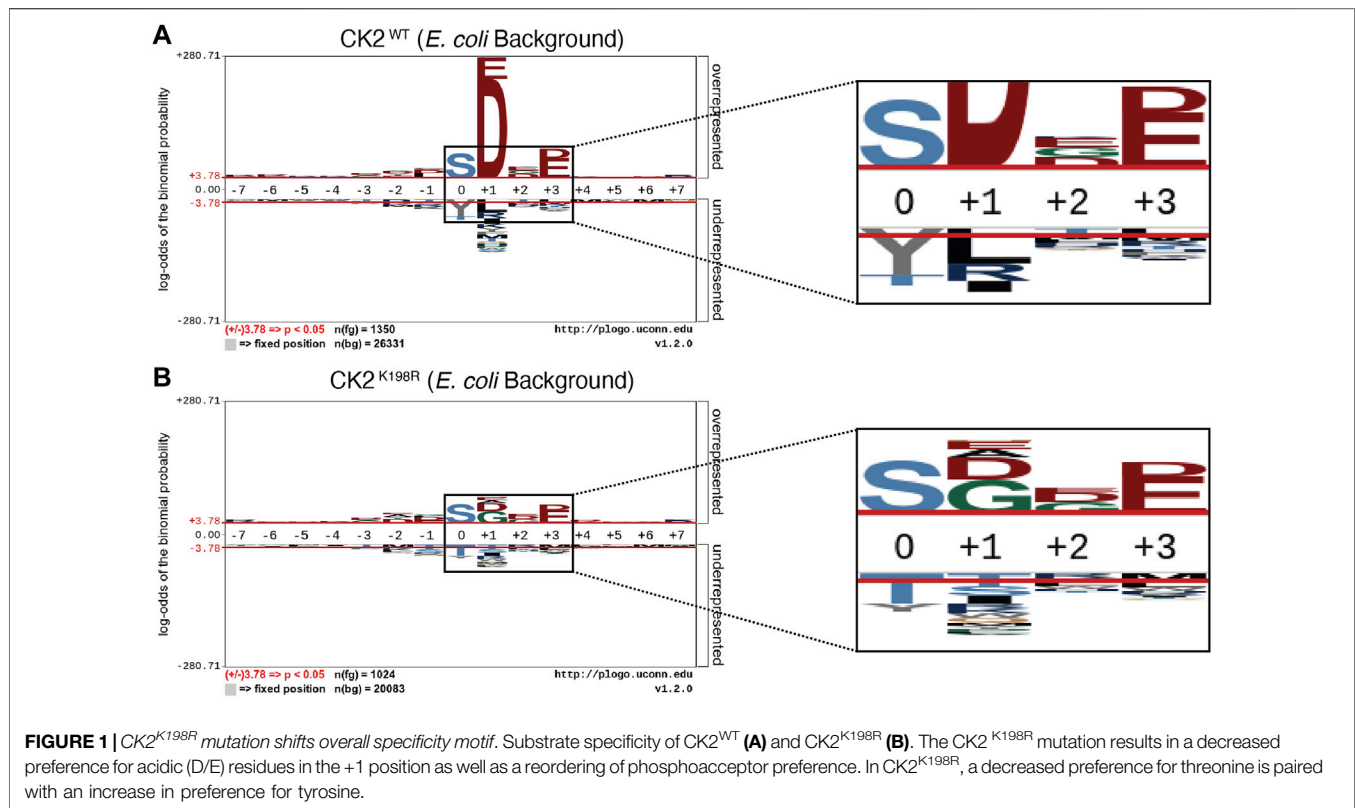 A
CK2 WT (E. coli Background)
+280.71
+3.78
0.00
-3.78
-280.71
log-odds of the binomial probability
overrepresented
underrepresented
-7 -6 -5 -4 -3 -2 -1 0 +1 +2 +3 +4 +5 +6 +7
E
D
S
Y
L
(+/-)3.78 => p < 0.05 n(fg) = 1350
=> fixed position n(bg) = 26331
http://plogo.uconn.edu
v1.2.0
S D E
G
E
0 +1 +2 +3
Y L
T R
I
B
CK2 K198R (E. coli Background)
+280.71
+3.78
0.00
-3.78
-280.71
log-odds of the binomial probability
overrepresented
underrepresented
-7 -6 -5 -4 -3 -2 -1 0 +1 +2 +3 +4 +5 +6 +7
S
G
(+/-)3.78 => p < 0.05 n(fg) = 1024
=> fixed position n(bg) = 20083
http://plogo.uconn.edu
v1.2.0
E
A
D
S G E
0 +1 +2 +3
T
Y S
FIGURE 1 | CK2K198R mutation shifts overall specificity motif. Substrate specificity of CK2WT (A) and CK2K198R (B). The CK2 K198R mutation results in a decreased
preference for acidic (D/E) residues in the +1 position as well as a reordering of phosphoacceptor preference. In CK2K198R, a decreased preference for threonine is paired
with an increase in preference for tyrosine.